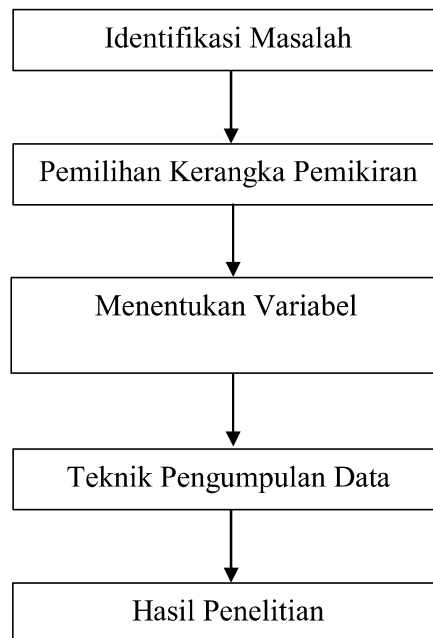 Identifikasi Masalah
Pemilihan Kerangka Pemikiran
Menentukan Variabel
Teknik Pengumpulan Data
Hasil Penelitian